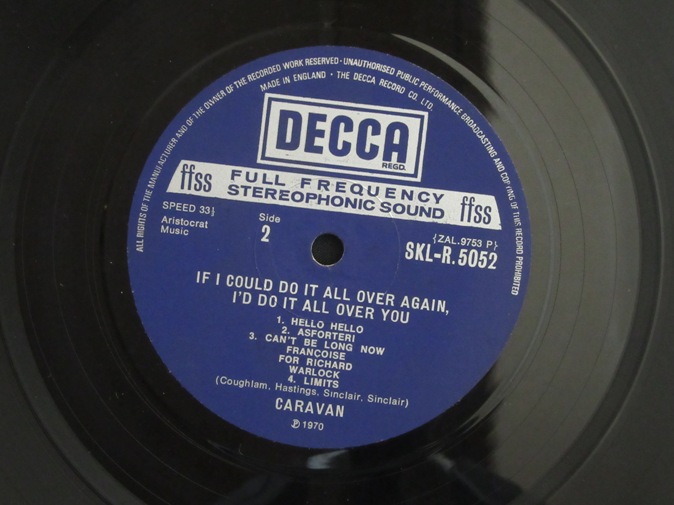 ALL RIGHTS OF THE MANUFACTURER AND OF THE OWNER OF THE RECORDED WORK RESERVED · UNAUTHORISED PUBLIC PERFORMANCE BROADCASTING AND COPYING OF THIS RECORD PROHIBITED
MADE IN ENGLAND · THE DECCA RECORD CO. LTD.
DECCA
REGD.
ffss FULL FREQUENCY STEREOPHONIC SOUND ffss
SPEED 33⅓
Aristocrat
Music
Side
2
(ZAL.9753 P)
SKL-R.5052
IF I COULD DO IT ALL OVER AGAIN,
I'D DO IT ALL OVER YOU
1. HELLO HELLO
2. ASFORTERI
3. CAN'T BE LONG NOW
FRANCOISE
FOR RICHARD
WARLOCK
4. LIMITS
(Coughlam, Hastings, Sinclair, Sinclair)
CARAVAN
℗ 1970